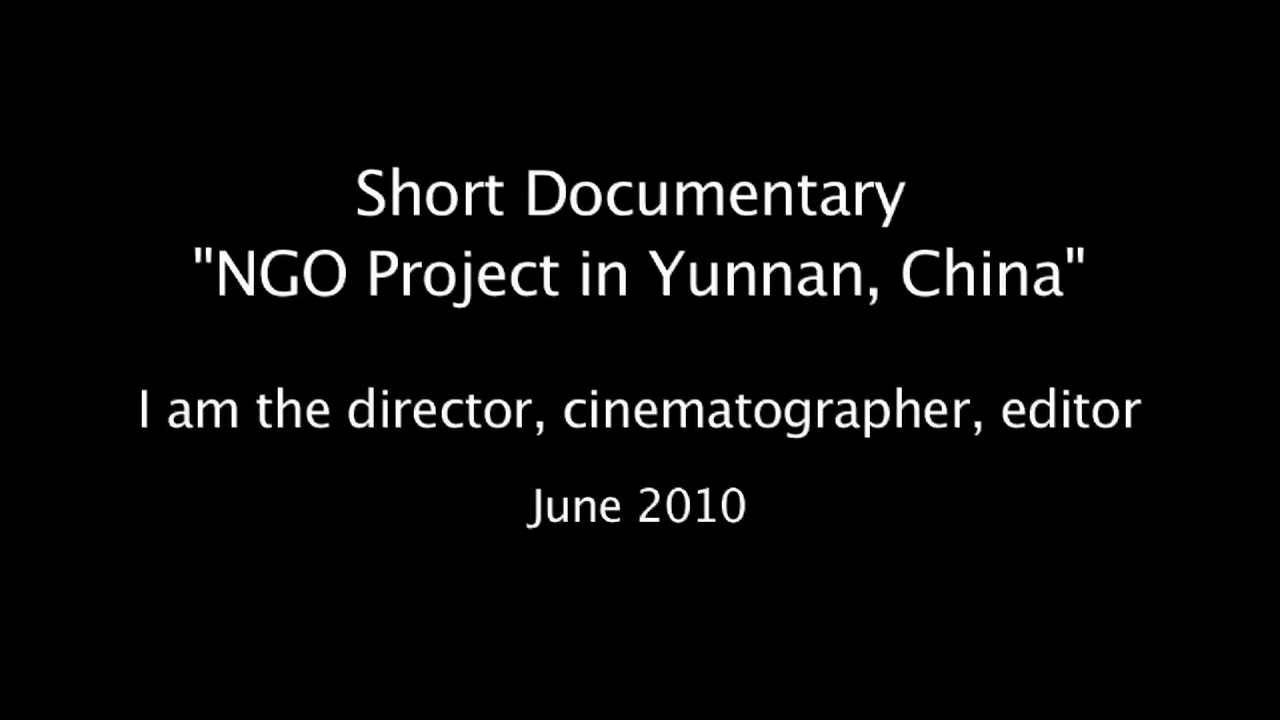 Short Documentary
"NGO Project in Yunnan, China"
I am the director, cinematographer, editor
June 2010